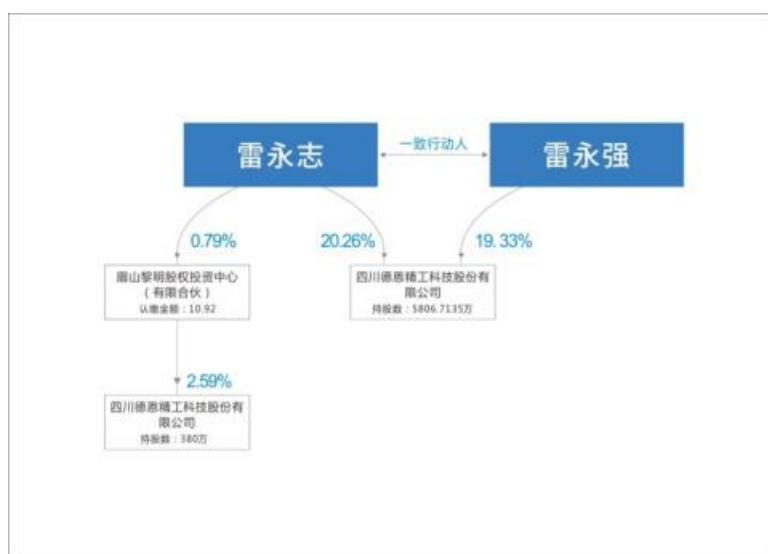 雷永志
一致行动人
雷永强
0.79%
20.26%
19.33%
眉山黎明股权投资中心
（有限合伙）
认缴金额：10.92
四川德恩精工科技股份有
限公司
持股数：5806.7135万
2.59%
四川德恩精工科技股份有
限公司
持股数：380万